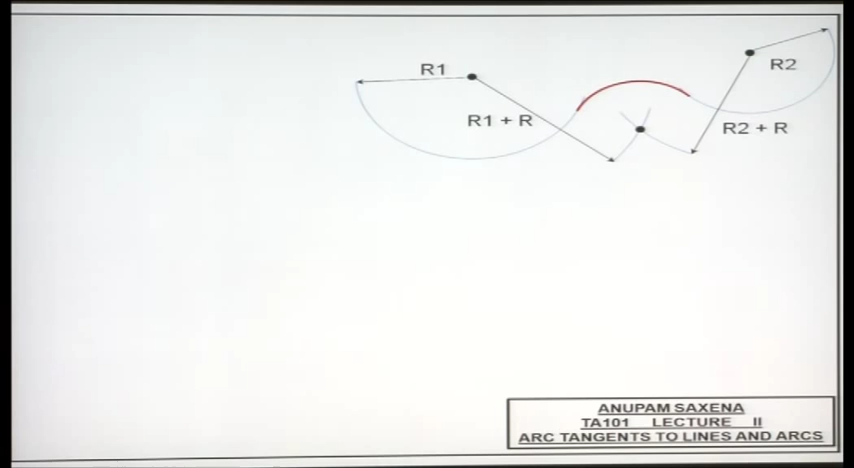 R1
R2
R1 + R
R2 + R
ANUPAM SAXENA
TA101 LECTURE II
ARC TANGENTS TO LINES AND ARCS